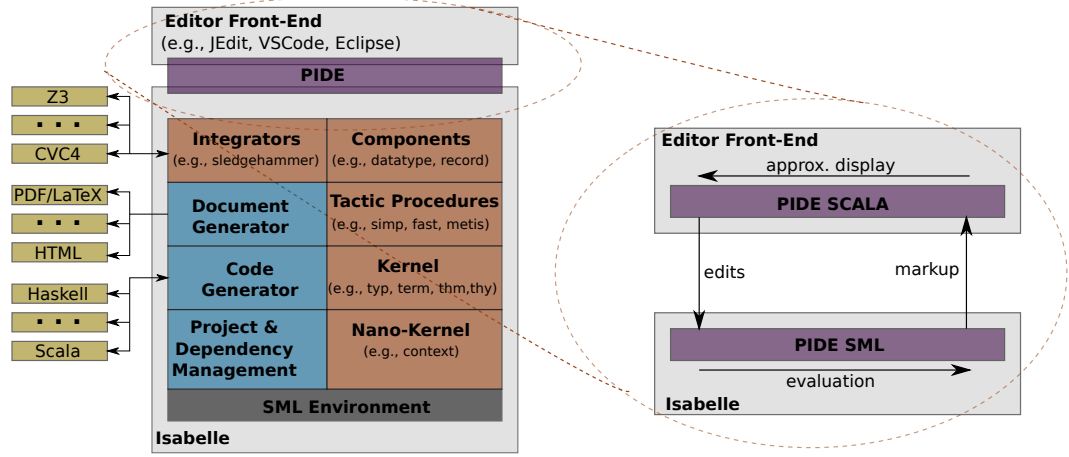 Editor Front-End
(e.g., JEdit, VSCode, Eclipse)
PIDE
Z3
. . .
CVC4
PDF/LaTeX
. . .
HTML
Haskell
. . .
Scala
Integrators
(e.g., sledgehammer)
Components
(e.g., datatype, record)
Document
Generator
Tactic Procedures
(e.g., simp, fast, metis)
Code
Generator
Kernel
(e.g., typ, term, thm,thy)
Project &
Dependency
Management
Nano-Kernel
(e.g., context)
SML Environment
Isabelle
Editor Front-End
approx. display
PIDE SCALA
edits
markup
PIDE SML
evaluation
Isabelle